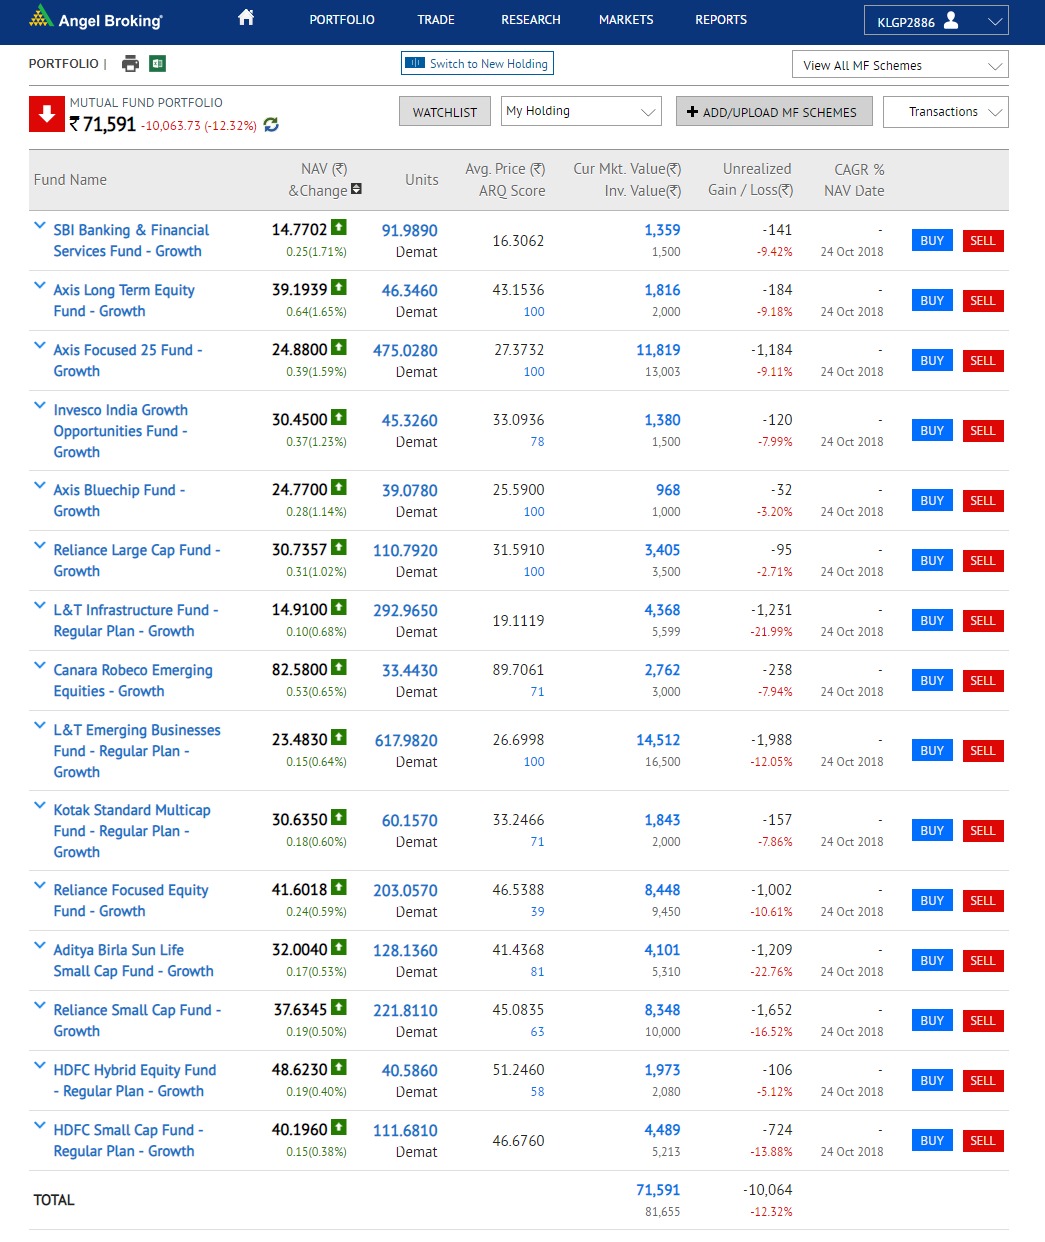 Angel Broking
PORTFOLIO TRADE RESEARCH MARKETS REPORTS KLGP2886
PORTFOLIO | Switch to New Holding View All MF Schemes
MUTUAL FUND PORTFOLIO
₹ 71,591 -10,063.73 (-12.32%) WATCHLIST My Holding + ADD/UPLOAD MF SCHEMES Transactions
Fund Name NAV (₹) &Change Units Avg. Price (₹) ARQ Score Cur Mkt. Value(₹) Inv. Value(₹) Unrealized Gain / Loss(₹) CAGR % NAV Date
SBI Banking & Financial 14.7702 91.9890 16.3062 1,359 -141 - BUY SELL
Services Fund - Growth 0.25(1.71%) Demat 1,500 -9.42% 24 Oct 2018
Axis Long Term Equity 39.1939 46.3460 43.1536 1,816 -184 - BUY SELL
Fund - Growth 0.64(1.65%) Demat 100 2,000 -9.18% 24 Oct 2018
Axis Focused 25 Fund - 24.8800 475.0280 27.3732 11,819 -1,184 - BUY SELL
Growth 0.39(1.59%) Demat 100 13,003 -9.11% 24 Oct 2018
Invesco India Growth
Opportunities Fund - 30.4500 45.3260 33.0936 1,380 -120 - BUY SELL
Growth 0.37(1.23%) Demat 78 1,500 -7.99% 24 Oct 2018
Axis Bluechip Fund - 24.7700 39.0780 25.5900 968 -32 - BUY SELL
Growth 0.28(1.14%) Demat 100 1,000 -3.20% 24 Oct 2018
Reliance Large Cap Fund - 30.7357 110.7920 31.5910 3,405 -95 - BUY SELL
Growth 0.31(1.02%) Demat 100 3,500 -2.71% 24 Oct 2018
L&T Infrastructure Fund - 14.9100 292.9650 19.1119 4,368 -1,231 - BUY SELL
Regular Plan - Growth 0.10(0.68%) Demat 5,599 -21.99% 24 Oct 2018
Canara Robeco Emerging 82.5800 33.4430 89.7061 2,762 -238 - BUY SELL
Equities - Growth 0.53(0.65%) Demat 71 3,000 -7.94% 24 Oct 2018
L&T Emerging Businesses
Fund - Regular Plan - 23.4830 617.9820 26.6998 14,512 -1,988 - BUY SELL
Growth 0.15(0.64%) Demat 100 16,500 -12.05% 24 Oct 2018
Kotak Standard Multicap
Fund - Regular Plan - 30.6350 60.1570 33.2466 1,843 -157 - BUY SELL
Growth 0.18(0.60%) Demat 71 2,000 -7.86% 24 Oct 2018
Reliance Focused Equity 41.6018 203.0570 46.5388 8,448 -1,002 - BUY SELL
Fund - Growth 0.24(0.59%) Demat 39 9,450 -10.61% 24 Oct 2018
Aditya Birla Sun Life 32.0040 128.1360 41.4368 4,101 -1,209 - BUY SELL
Small Cap Fund - Growth 0.17(0.53%) Demat 81 5,310 -22.76% 24 Oct 2018
Reliance Small Cap Fund - 37.6345 221.8110 45.0835 8,348 -1,652 - BUY SELL
Growth 0.19(0.50%) Demat 63 10,000 -16.52% 24 Oct 2018
HDFC Hybrid Equity Fund 48.6230 40.5860 51.2460 1,973 -106 - BUY SELL
- Regular Plan - Growth 0.19(0.40%) Demat 58 2,080 -5.12% 24 Oct 2018
HDFC Small Cap Fund - 40.1960 111.6810 46.6760 4,489 -724 - BUY SELL
Regular Plan - Growth 0.15(0.38%) Demat 5,213 -13.88% 24 Oct 2018
TOTAL 71,591 -10,064
81,655 -12.32%